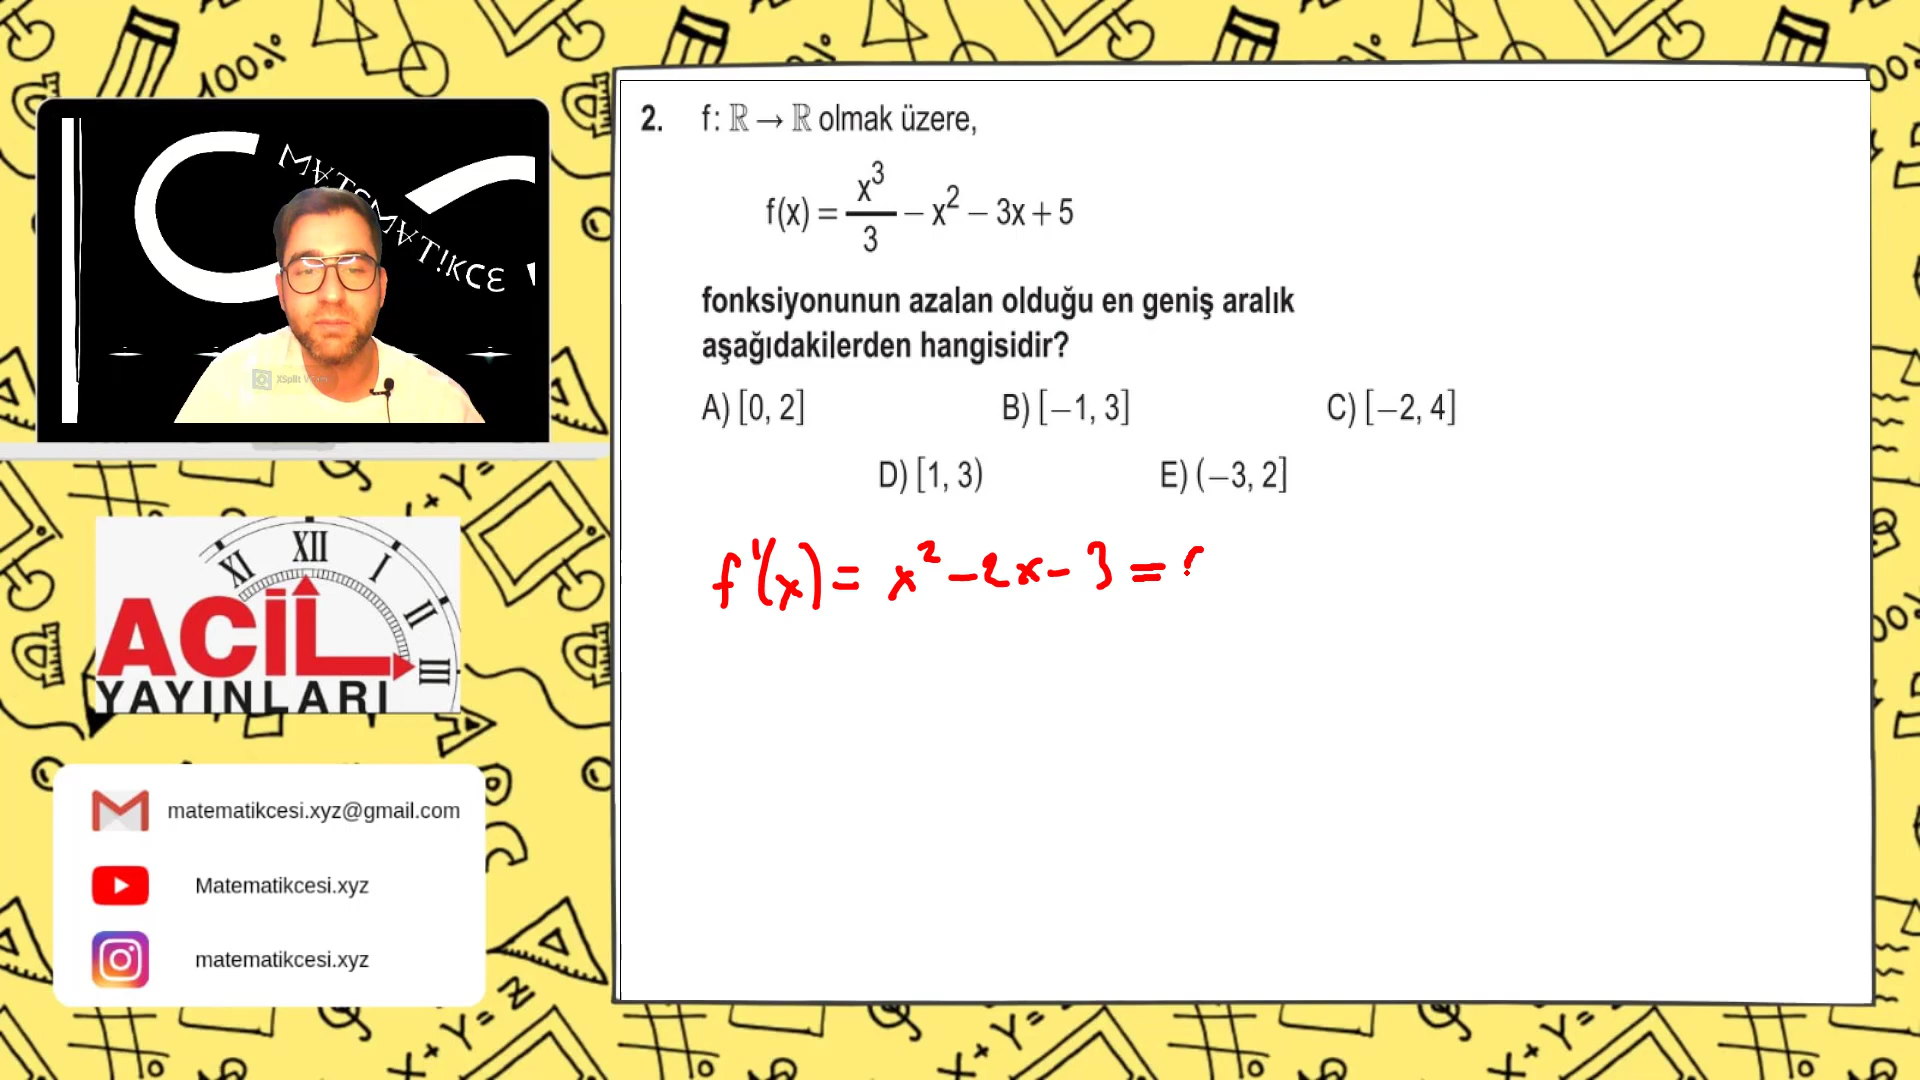 2. f: ℝ → ℝ olmak üzere,
f(x) = x³/3 − x² − 3x + 5
fonksiyonunun azalan olduğu en geniş aralık
aşağıdakilerden hangisidir?
A) [0, 2] B) [−1, 3] C) [−2, 4]
D) [1, 3) E) (−3, 2]
f'(x) = x² − 2x − 3 =
XI XII I II III
ACİL
YAYINLARI
matematikcesi.xyz@gmail.com
Matematikcesi.xyz
matematikcesi.xyz
100%